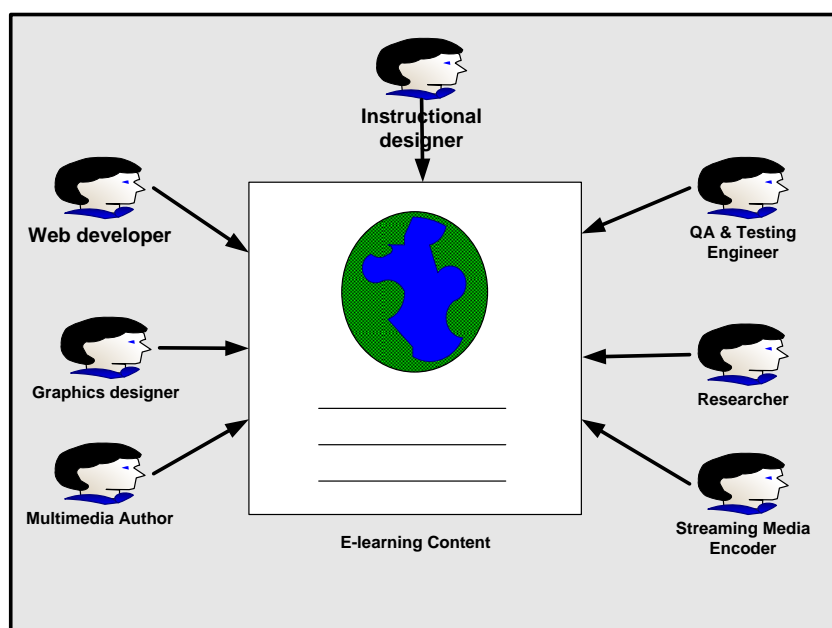 Instructional
designer
Web developer
QA & Testing
Engineer
Graphics designer
Researcher
Multimedia Author
Streaming Media
Encoder
E-learning Content